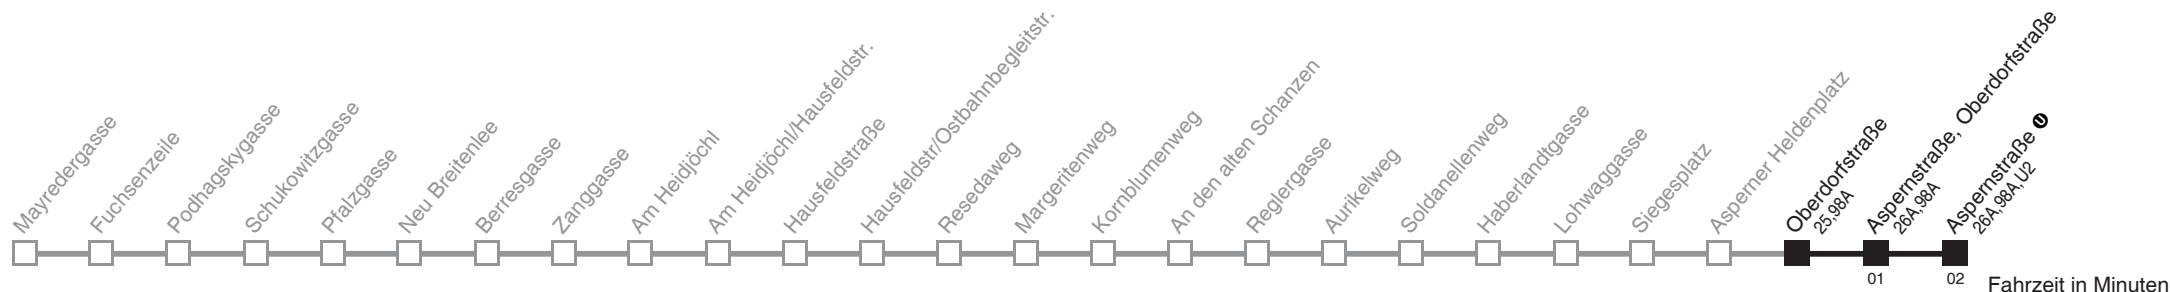 Mayredergasse
Fuchsenzeile
Podhagskygasse
Schukowitzgasse
Pfalzgasse
Neu Breitenlee
Berresgasse
Zanggasse
Am Heidjöchl
Am Heidjöchl/Hausfeldstr.
Hausfeldstraße
Hausfeldstr/Ostbahnbegleitstr.
Resedaweg
Margeritenweg
Kornblumenweg
An den alten Schanzen
Reglergasse
Aurikelweg
Soldanellenweg
Haberlandtgasse
Lohwaggasse
Siegesplatz
Asperner Heldenplatz
Oberdorfstraße
25,98A
Aspernstraße, Oberdorfstraße
26A,98A
Aspernstraße U
26A,98A,U2
01
02
Fahrzeit in Minuten